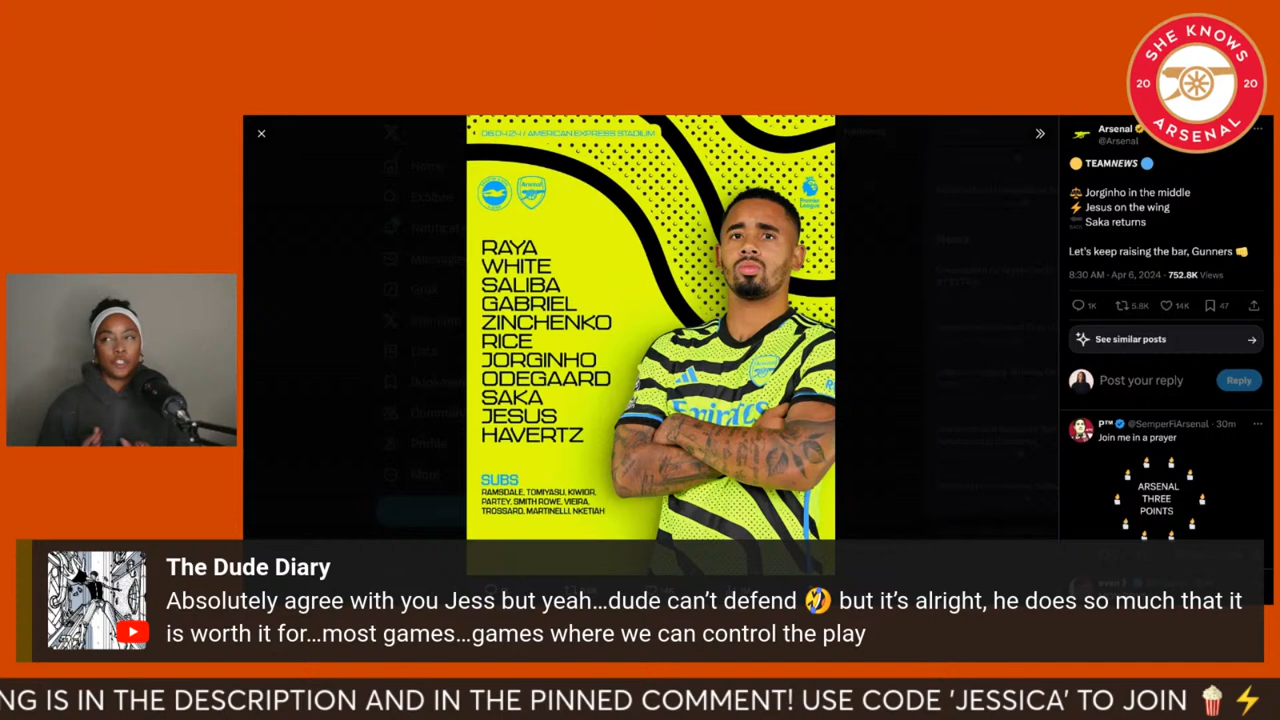 SHE KNOWS
20 20
ARSENAL
06.04.24 / AMERICAN EXPRESS STADIUM
Arsenal
Premier
League
RAYA
WHITE
SALIBA
GABRIEL
ZINCHENKO
RICE
JORGINHO
ODEGAARD
SAKA
JESUS
HAVERTZ
SUBS
RAMSDALE, TOMIYASU, KIWIOR,
PARTEY, SMITH ROWE, VIEIRA,
TROSSARD, MARTINELLI, NKETIAH
Emirates
Arsenal
@Arsenal
TEAMNEWS
Jorginho in the middle
Jesus on the wing
Saka returns
Let's keep raising the bar, Gunners
8:30 AM · Apr 6, 2024 · 752.8K Views
1K 5.8K 14K 47
See similar posts
Post your reply
Reply
P™ @SemperFiArsenal · 30m
Join me in a prayer
ARSENAL
THREE
POINTS
The Dude Diary
Absolutely agree with you Jess but yeah...dude can't defend 🤣 but it's alright, he does so much that it
is worth it for...most games...games where we can control the play
NG IS IN THE DESCRIPTION AND IN THE PINNED COMMENT! USE CODE 'JESSICA' TO JOIN 🍿⚡